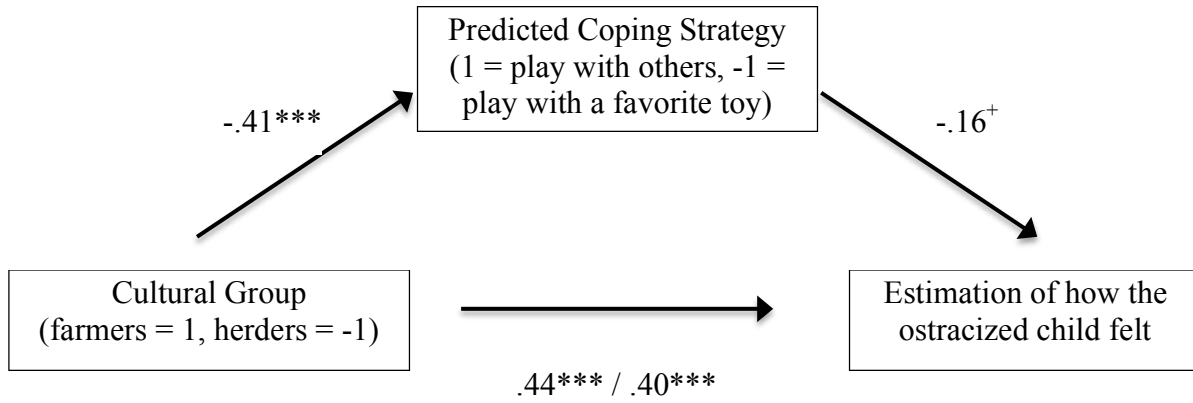 Predicted Coping Strategy
(1 = play with others, -1 =
play with a favorite toy)
-.41***
-.16⁺
Cultural Group
(farmers = 1, herders = -1)
Estimation of how the
ostracized child felt
.44*** / .40***